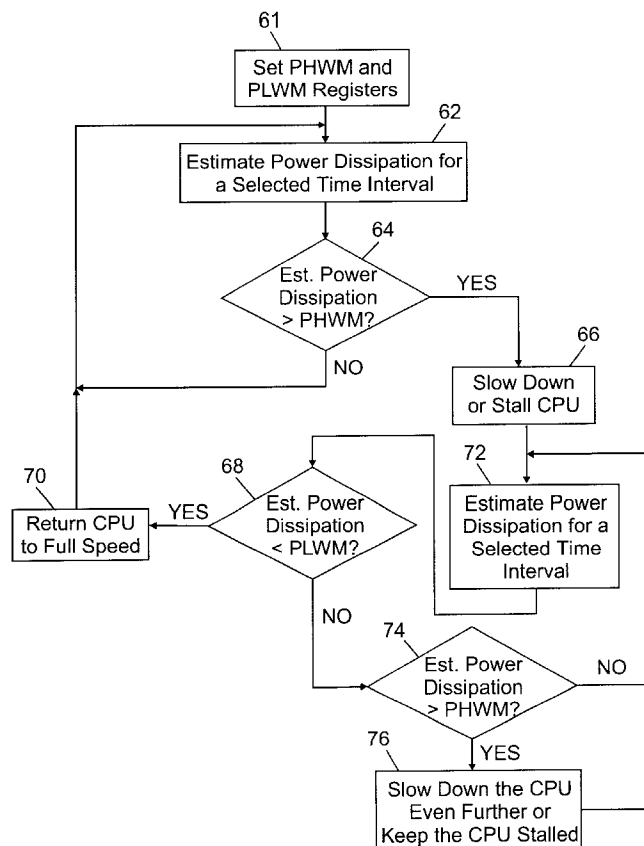 61
Set PHWM and
PLWM Registers
62
Estimate Power Dissipation for
a Selected Time Interval
64
Est. Power
Dissipation
> PHWM?
YES
NO
66
Slow Down
or Stall CPU
72
Estimate Power
Dissipation for a
Selected Time
Interval
68
Est. Power
Dissipation
< PLWM?
YES
NO
70
Return CPU
to Full Speed
74
Est. Power
Dissipation
> PHWM?
NO
YES
76
Slow Down the CPU
Even Further or
Keep the CPU Stalled